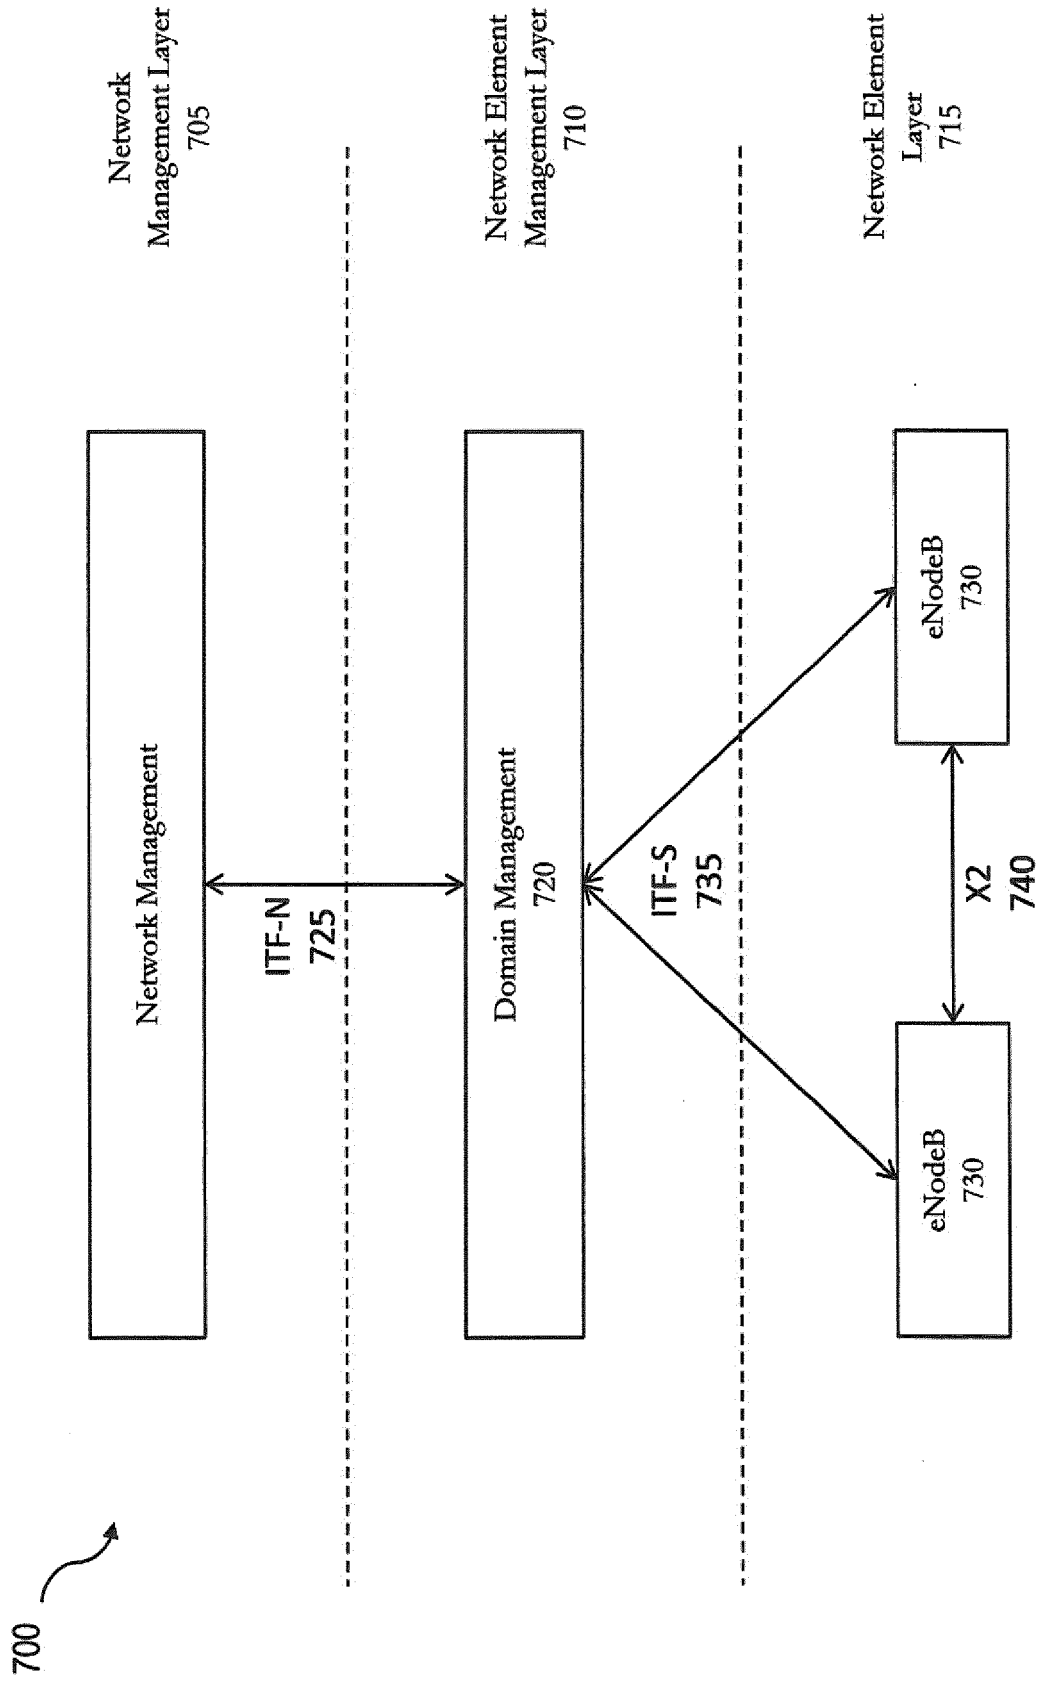 700
Network Management
Network
Management Layer
705
ITF-N
725
Domain Management
720
Network Element
Management Layer
710
ITF-S
735
eNodeB
730
X2
740
eNodeB
730
Network Element
Layer
715